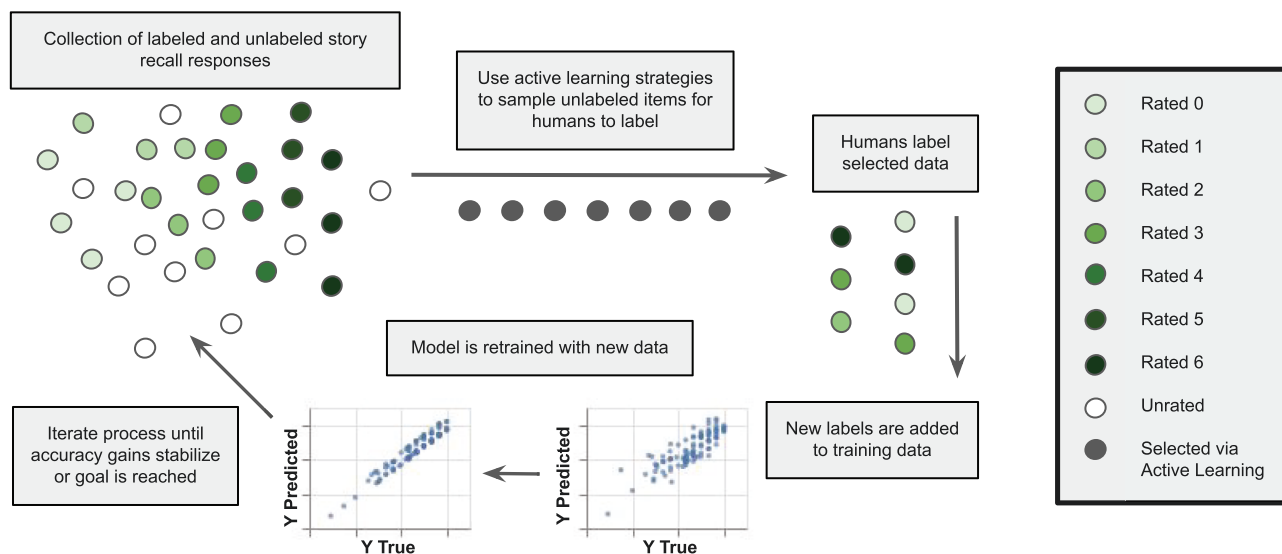 Collection of labeled and unlabeled story
recall responses
Use active learning strategies
to sample unlabeled items for
humans to label
Humans label
selected data
New labels are added
to training data
Model is retrained with new data
Y Predicted
Y True
Y Predicted
Y True
Iterate process until
accuracy gains stabilize
or goal is reached
Rated 0
Rated 1
Rated 2
Rated 3
Rated 4
Rated 5
Rated 6
Unrated
Selected via
Active Learning